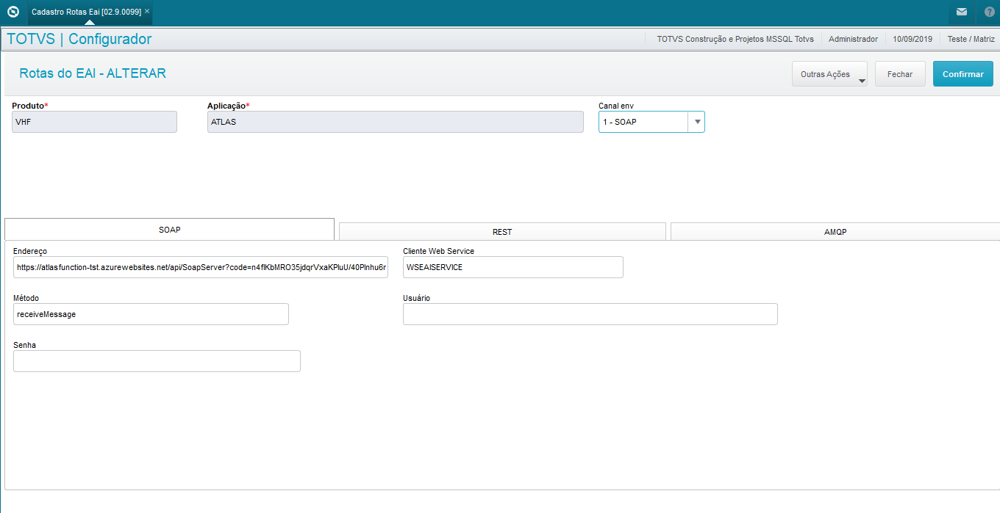 Cadastro Rotas Eai [02.9.0099] ×
TOTVS | Configurador
TOTVS Construção e Projetos MSSQL Totvs
Administrador
10/09/2019
Teste / Matriz
Rotas do EAI - ALTERAR
Outras Ações
Fechar
Confirmar
Produto*
Aplicação*
Canal env
VHF
ATLAS
1 - SOAP
SOAP
REST
AMQP
Endereço
Cliente Web Service
https://atlasfunction-tst.azurewebsites.net/api/SoapServer?code=n4flKbMRO35jdqrVxaKPluU/40Plnhu6r
WSEAISERVICE
Método
Usuário
receiveMessage
Senha